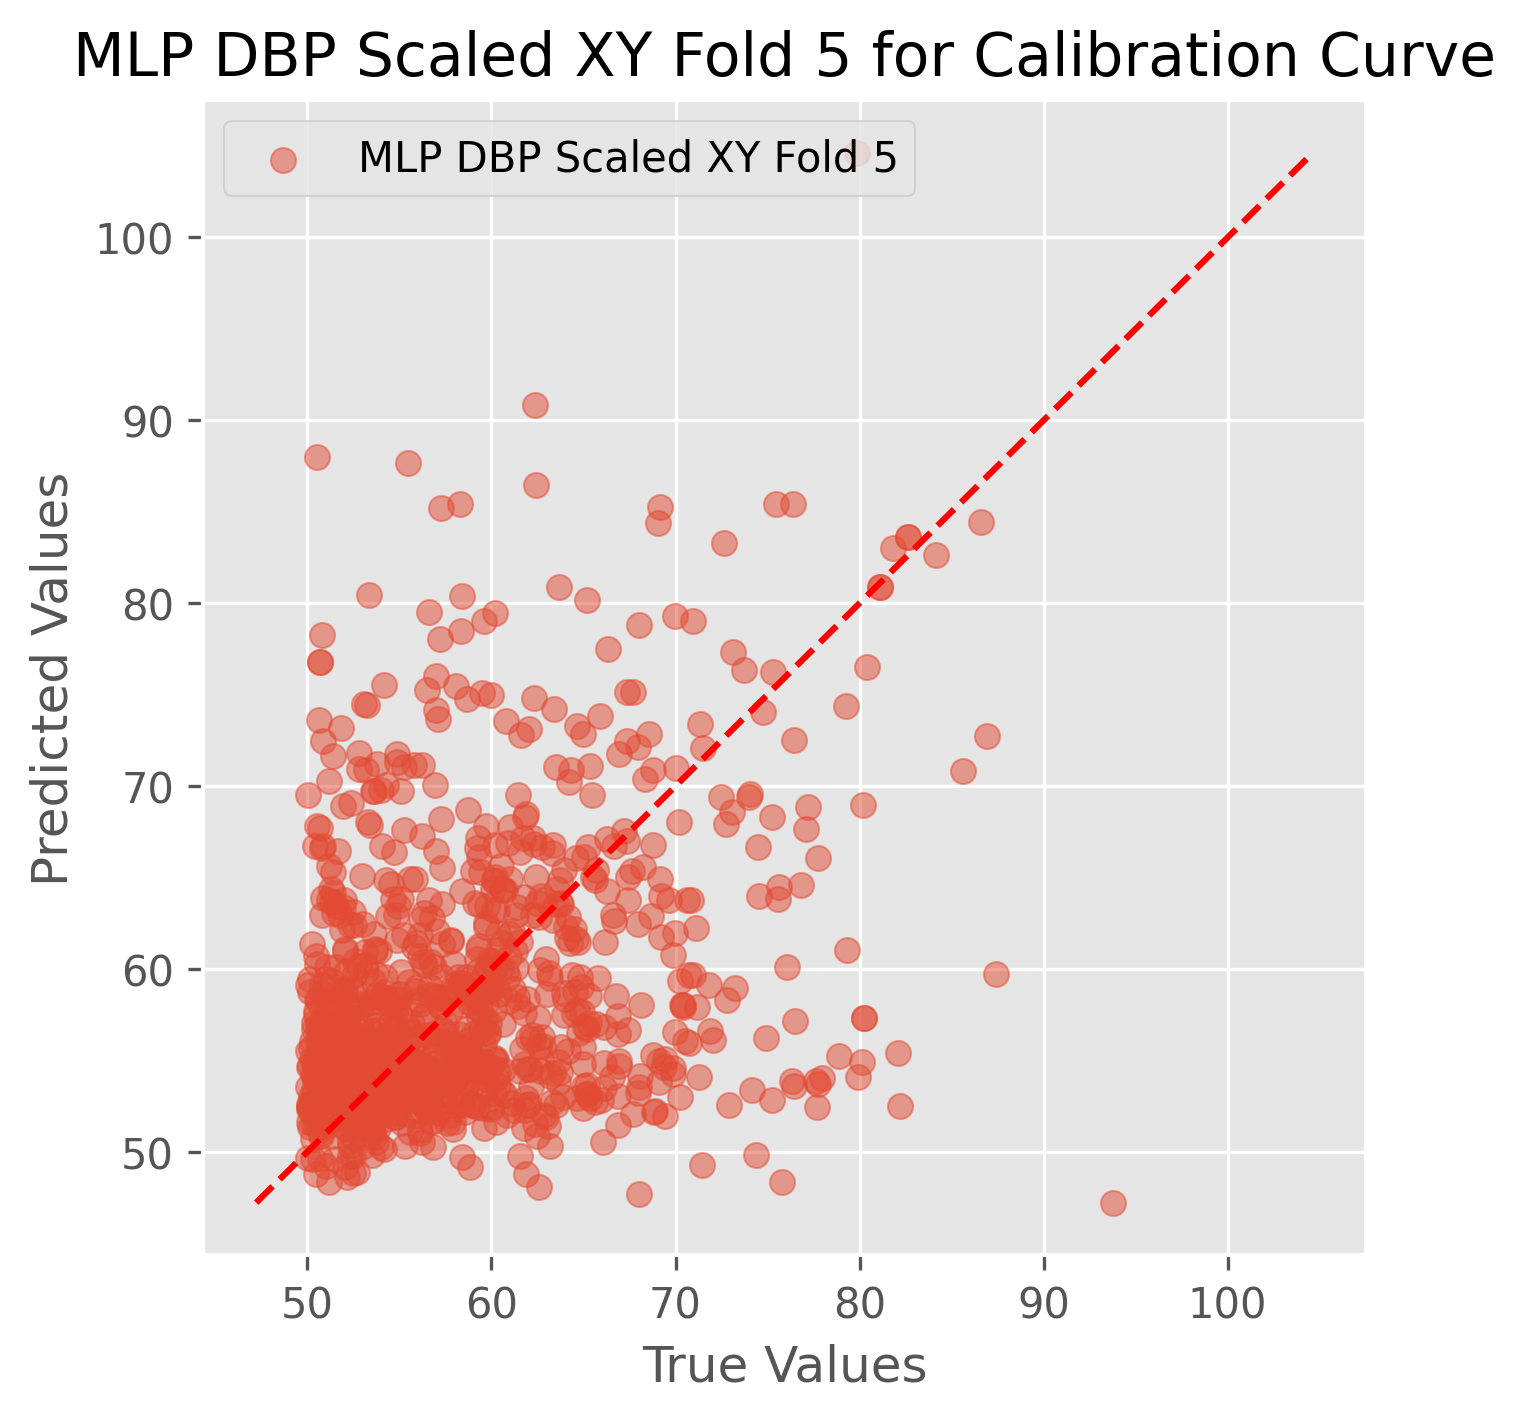 MLP DBP Scaled XY Fold 5 for Calibration Curve
MLP DBP Scaled XY Fold 5
100
90
80
70
60
50
Predicted Values
50 60 70 80 90 100
True Values